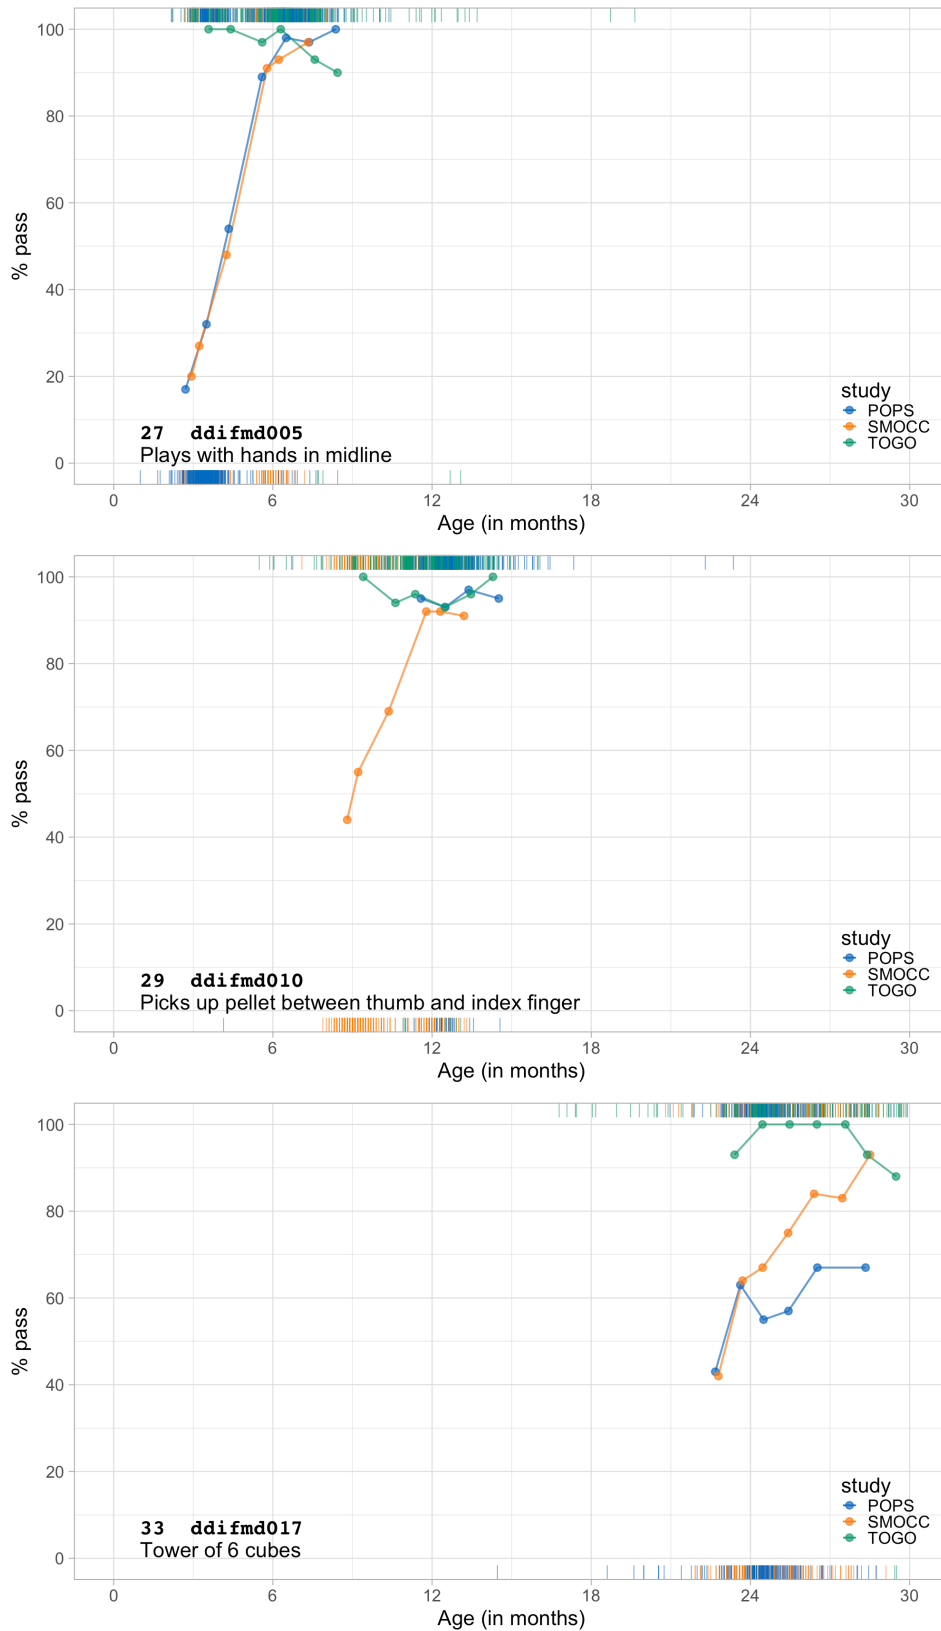 100
80
60
40
20
0
% pass
study
POPS
SMOCC
TOGO
27 ddifmd005
Plays with hands in midline
0 6 12 18 24 30
Age (in months)
100
80
60
40
20
0
% pass
study
POPS
SMOCC
TOGO
29 ddifmd010
Picks up pellet between thumb and index finger
0 6 12 18 24 30
Age (in months)
100
80
60
40
20
0
% pass
study
POPS
SMOCC
TOGO
33 ddifmd017
Tower of 6 cubes
0 6 12 18 24 30
Age (in months)